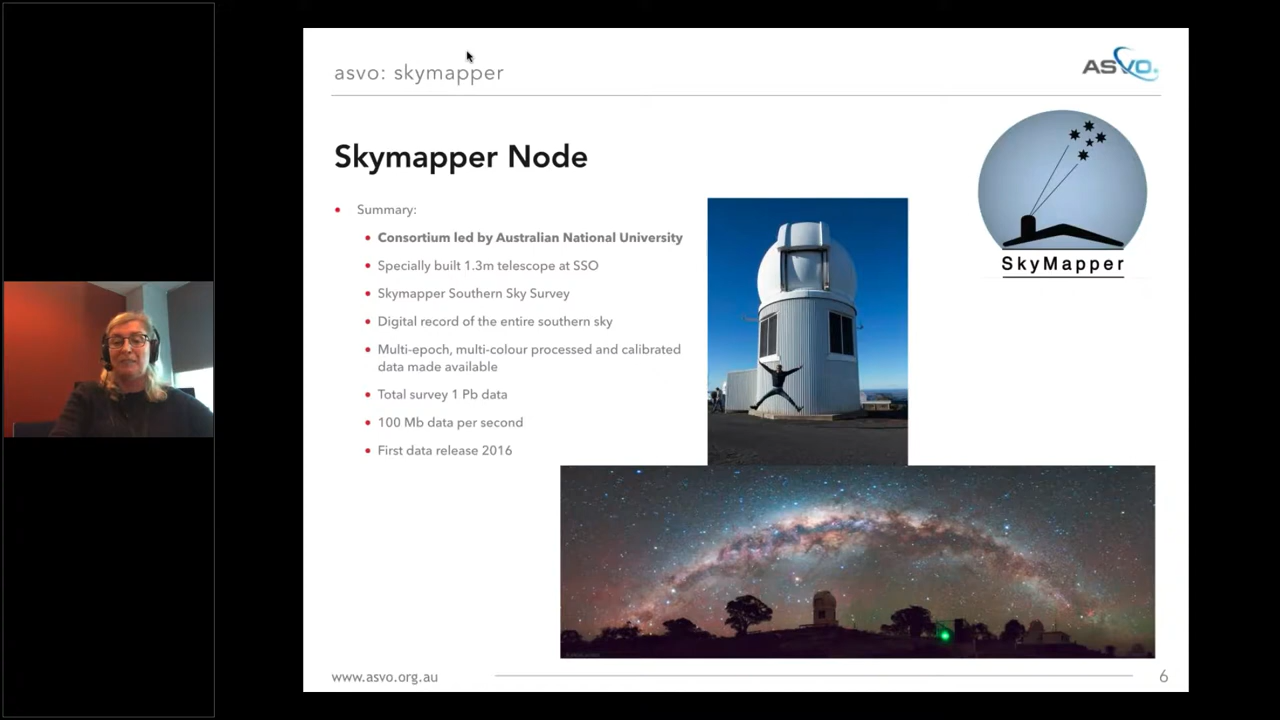 asvo: skymapper
ASVO
Skymapper Node
Summary:
Consortium led by Australian National University
Specially built 1.3m telescope at SSO
Skymapper Southern Sky Survey
Digital record of the entire southern sky
Multi-epoch, multi-colour processed and calibrated
data made available
Total survey 1 Pb data
100 Mb data per second
First data release 2016
SkyMapper
www.asvo.org.au
6